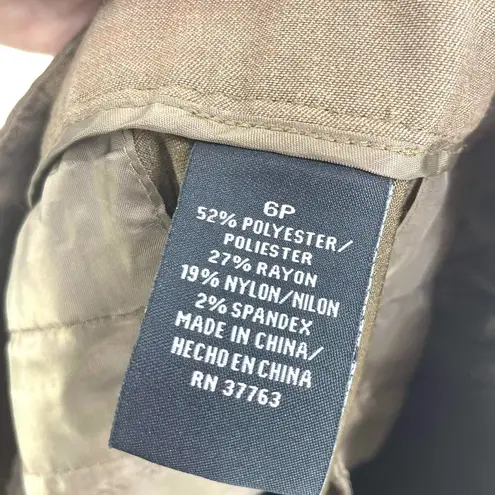 6P
52% POLYESTER/
POLIESTER
27% RAYON
19% NYLON/NILON
2% SPANDEX
MADE IN CHINA/
HECHO EN CHINA
RN 37763